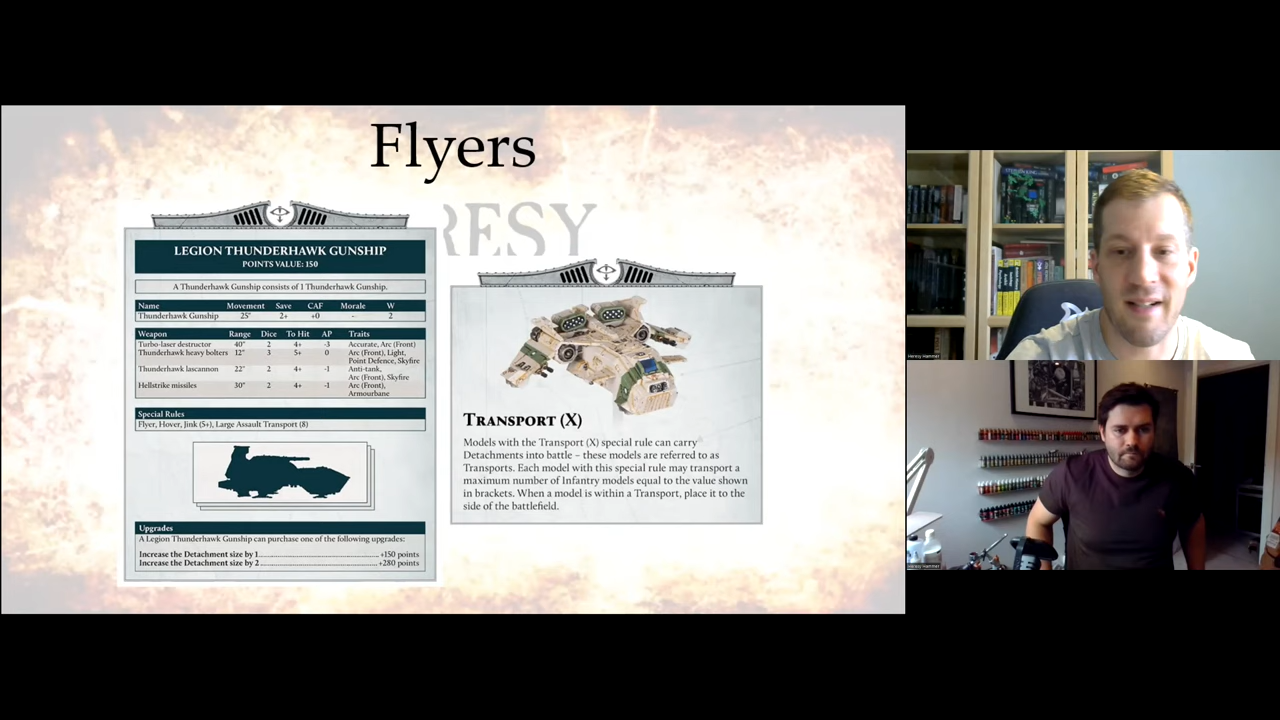 Flyers
RESY
LEGION THUNDERHAWK GUNSHIP
POINTS VALUE: 150
A Thunderhawk Gunship consists of 1 Thunderhawk Gunship.
Name Movement Save CAF Morale W
Thunderhawk Gunship 25" 2+ +0 - 2
Weapon Range Dice To Hit AP Traits
Turbo-laser destructor 40" 2 4+ -3 Accurate, Arc (Front)
Thunderhawk heavy bolters 12" 3 5+ 0 Arc (Front), Light,
Point Defence, Skyfire
Thunderhawk lascannon 22" 2 4+ -1 Anti-tank,
Arc (Front), Skyfire
Hellstrike missiles 30" 2 4+ -1 Arc (Front),
Armourbane
Special Rules
Flyer, Hover, Jink (5+), Large Assault Transport (8)
Upgrades
A Legion Thunderhawk Gunship can purchase one of the following upgrades:
Increase the Detachment size by 1 +150 points
Increase the Detachment size by 2 +280 points
TRANSPORT (X)
Models with the Transport (X) special rule can carry
Detachments into battle – these models are referred to as
Transports. Each model with this special rule may transport a
maximum number of Infantry models equal to the value shown
in brackets. When a model is within a Transport, place it to the
side of the battlefield.
Heresy Hammer
Heresy Hammer